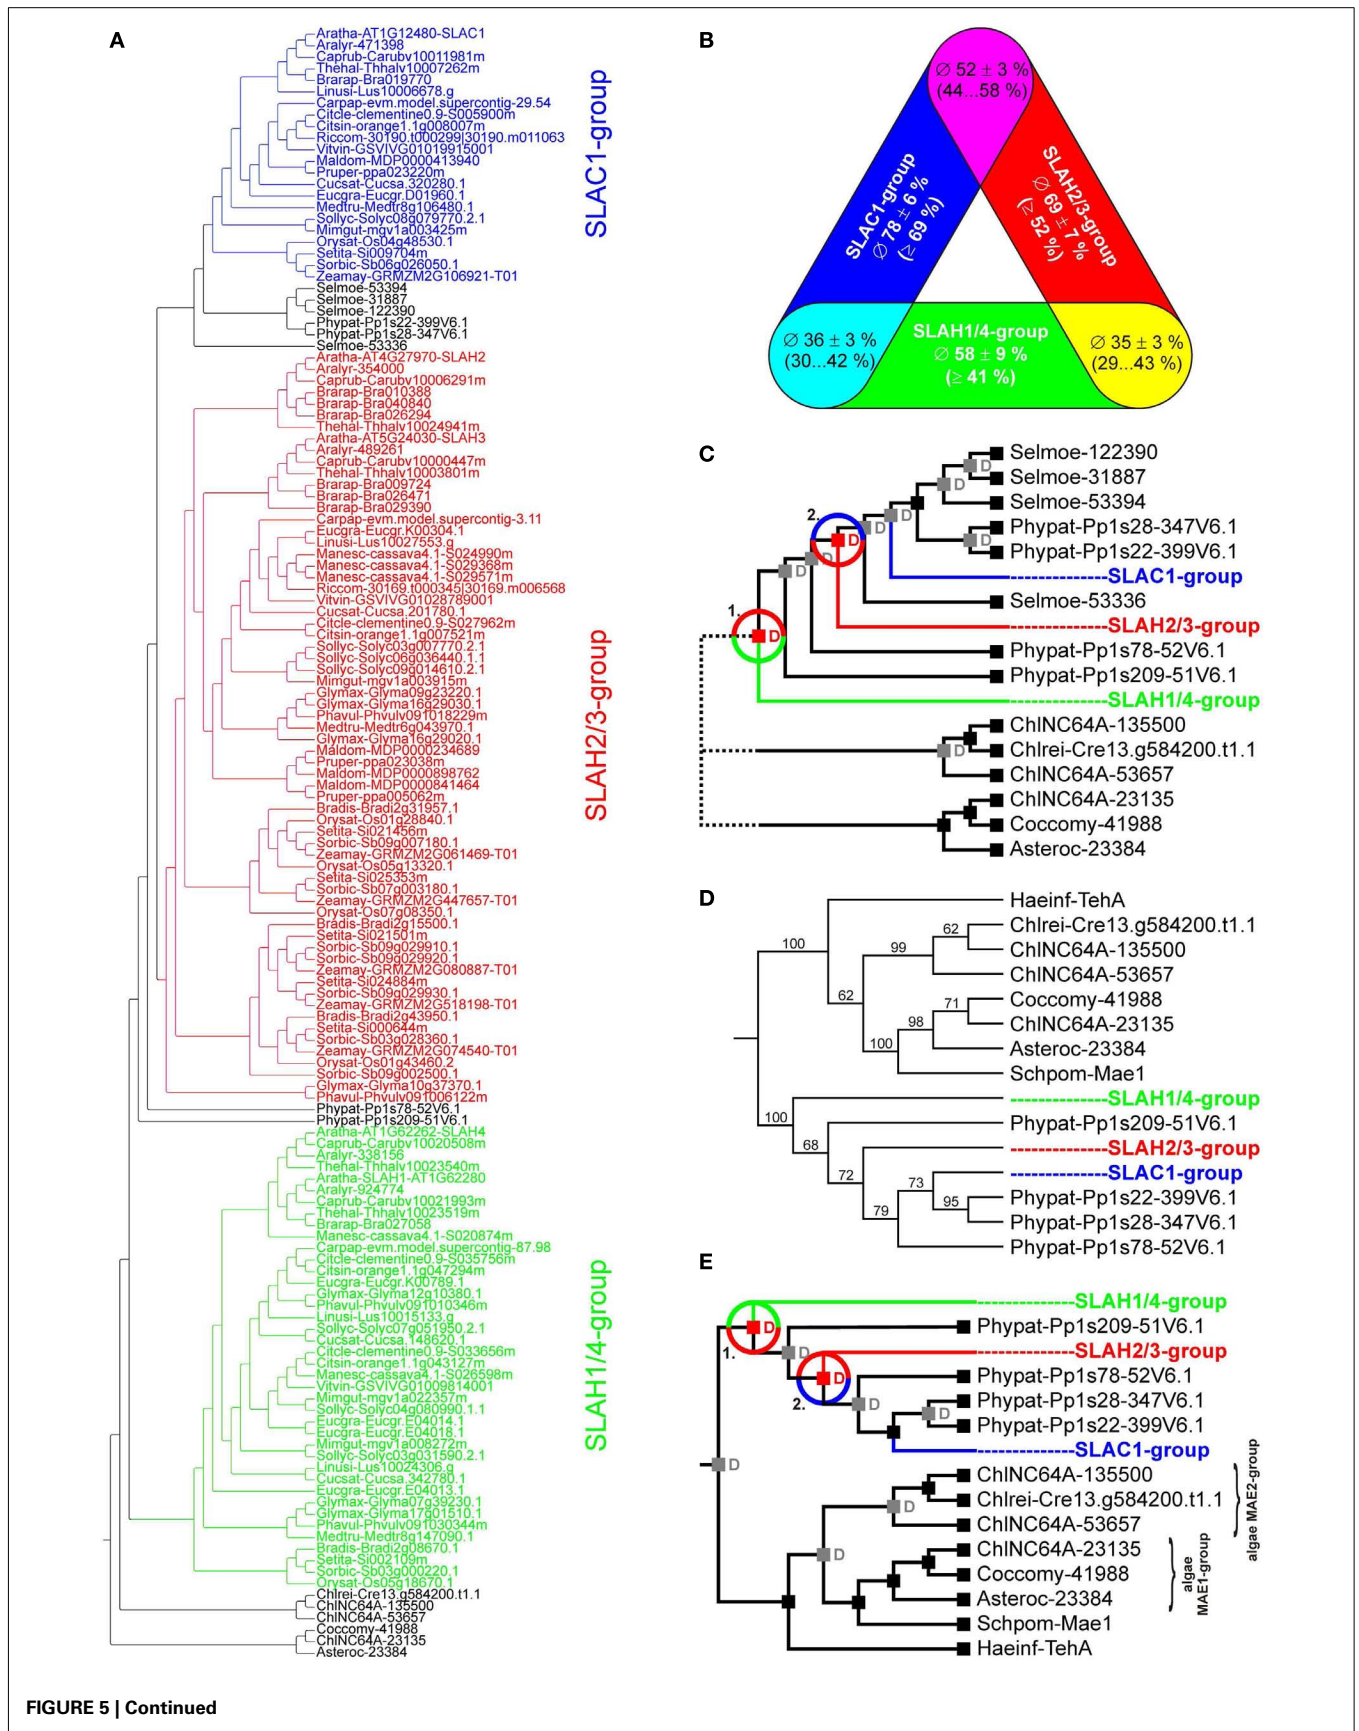 A
Aratha-AT1G12480-SLAC1
Aralyr-471398
Caprub-Carubv10011981m
Thehal-Thhalv10007262m
Brarap-Bra019770
Linusi-Lus10006678.g
Carpap-evm.model.supercontig-29.54
Citcle-clementine0.9-S005900m
Citsin-orange1.1g008007m
Riccom-30190.t000299|30190.m011063
Vitvin-GSVIVG01019915001
Maldom-MDP0000413940
Pruper-ppa023220m
Cucsat-Cucsa.320280.1
Eucgra-Eucgr.D01960.1
Medtru-Medtr8g106480.1
Sollyc-Solyc08g079770.2.1
Mimgut-mgv1a003425m
Orysat-Os04g48530.1
Setita-Si009704m
Sorbic-Sb06g026050.1
Zeamay-GRMZM2G106921-T01
SLAC1-group
Selmoe-53394
Selmoe-31887
Selmoe-122390
Phypat-Pp1s22-399V6.1
Phypat-Pp1s28-347V6.1
Selmoe-53336
Aratha-AT4G27970-SLAH2
Aralyr-354000
Caprub-Carubv10006291m
Brarap-Bra010388
Brarap-Bra040840
Brarap-Bra026294
Thehal-Thhalv10024941m
Aratha-AT5G24030-SLAH3
Aralyr-489261
Caprub-Carubv10000447m
Thehal-Thhalv10003801m
Brarap-Bra009724
Brarap-Bra026471
Brarap-Bra029390
Carpap-evm.model.supercontig-3.11
Eucgra-Eucgr.K00304.1
Linusi-Lus10027553.g
Manesc-cassava4.1-S024990m
Manesc-cassava4.1-S029368m
Manesc-cassava4.1-S029571m
Riccom-30169.t000345|30169.m006568
Vitvin-GSVIVG01028789001
Cucsat-Cucsa.201780.1
Citcle-clementine0.9-S027962m
Citsin-orange1.1g007521m
Sollyc-Solyc03g007770.2.1
Sollyc-Solyc06g036440.1.1
Sollyc-Solyc09g014610.2.1
Mimgut-mgv1a003915m
Glymax-Glyma09g23220.1
Glymax-Glyma16g29030.1
Phavul-Phvulv091018229m
Medtru-Medtr6g043970.1
Glymax-Glyma16g29020.1
Maldom-MDP0000234689
Pruper-ppa023038m
Maldom-MDP0000898762
Maldom-MDP0000841464
Pruper-ppa005062m
Bradis-Bradi2g31957.1
Orysat-Os01g28840.1
Setita-Si021456m
Sorbic-Sb09g007180.1
Zeamay-GRMZM2G061469-T01
Orysat-Os05g13320.1
Setita-Si025353m
Sorbic-Sb07g003180.1
Zeamay-GRMZM2G447657-T01
Orysat-Os07g08350.1
Bradis-Bradi2g15500.1
Setita-Si021501m
Sorbic-Sb09g029910.1
Sorbic-Sb09g029920.1
Zeamay-GRMZM2G080887-T01
Setita-Si024884m
Sorbic-Sb09g029930.1
Zeamay-GRMZM2G518198-T01
Bradis-Bradi2g43950.1
Setita-Si000644m
Sorbic-Sb03g028360.1
Zeamay-GRMZM2G074540-T01
Orysat-Os01g43460.2
Sorbic-Sb09g002500.1
Glymax-Glyma10g37370.1
Phavul-Phvulv091006122m
SLAH2/3-group
Phypat-Pp1s78-52V6.1
Phypat-Pp1s209-51V6.1
Aratha-AT1G62262-SLAH4
Caprub-Carubv10020508m
Aralyr-338156
Thehal-Thhalv10023540m
Aratha-SLAH1-AT1G62280
Aralyr-924774
Caprub-Carubv10021993m
Thehal-Thhalv10023519m
Brarap-Bra027058
Manesc-cassava4.1-S020874m
Carpap-evm.model.supercontig-87.98
Citcle-clementine0.9-S035756m
Citsin-orange1.1g047294m
Eucgra-Eucgr.K00789.1
Glymax-Glyma12g10380.1
Phavul-Phvulv091010346m
Linusi-Lus10015133.g
Sollyc-Solyc07g051950.2.1
Cucsat-Cucsa.148620.1
Citcle-clementine0.9-S033656m
Citsin-orange1.1g043127m
Manesc-cassava4.1-S026598m
Vitvin-GSVIVG01009814001
Mimgut-mgv1a022357m
Sollyc-Solyc04g080990.1.1
Eucgra-Eucgr.E04014.1
Eucgra-Eucgr.E04018.1
Mimgut-mgv1a008272m
Sollyc-Solyc03g031590.2.1
Linusi-Lus10024306.g
Cucsat-Cucsa.342780.1
Eucgra-Eucgr.E04013.1
Glymax-Glyma07g39230.1
Glymax-Glyma17g01510.1
Phavul-Phvulv091030344m
Medtru-Medtr8g147090.1
Bradis-Bradi2g08670.1
Setita-Si002109m
Sorbic-Sb03g000220.1
Orysat-Os05g18670.1
SLAH1/4-group
Chlrei-Cre13.g584200.t1.1
ChlNC64A-135500
ChlNC64A-53657
Coccomy-41988
ChlNC64A-23135
Asteroc-23384
B
∅ 52 ± 3 %
(44...58 %)
SLAC1-group
∅ 78 ± 6 %
(≥ 69 %)
SLAH2/3-group
∅ 69 ± 7 %
(≥ 52 %)
∅ 36 ± 3 %
(30...42 %)
SLAH1/4-group
∅ 58 ± 9 %
(≥ 41 %)
∅ 35 ± 3 %
(29...43 %)
C
Selmoe-122390
D
Selmoe-31887
D
Selmoe-53394
2.
D
Phypat-Pp1s28-347V6.1
D
D
D
D
Phypat-Pp1s22-399V6.1
D
SLAC1-group
Selmoe-53336
1.
SLAH2/3-group
D
Phypat-Pp1s78-52V6.1
Phypat-Pp1s209-51V6.1
SLAH1/4-group
ChlNC64A-135500
D
Chlrei-Cre13.g584200.t1.1
ChlNC64A-53657
ChlNC64A-23135
Coccomy-41988
Asteroc-23384
D
Haeinf-TehA
62
Chlrei-Cre13.g584200.t1.1
100
99
ChlNC64A-135500
ChlNC64A-53657
62
71
Coccomy-41988
98
ChlNC64A-23135
100
Asteroc-23384
Schpom-Mae1
SLAH1/4-group
100
Phypat-Pp1s209-51V6.1
68
SLAH2/3-group
72
73
SLAC1-group
95
Phypat-Pp1s22-399V6.1
79
Phypat-Pp1s28-347V6.1
Phypat-Pp1s78-52V6.1
E
SLAH1/4-group
D
Phypat-Pp1s209-51V6.1
1.
D
SLAH2/3-group
D
Phypat-Pp1s78-52V6.1
2.
D
Phypat-Pp1s28-347V6.1
D
Phypat-Pp1s22-399V6.1
SLAC1-group
D
ChlNC64A-135500
Chlrei-Cre13.g584200.t1.1
D
ChlNC64A-53657
algae MAE2-group
ChlNC64A-23135
D
Coccomy-41988
Asteroc-23384
algae
MAE1-group
Schpom-Mae1
Haeinf-TehA
FIGURE 5 | Continued